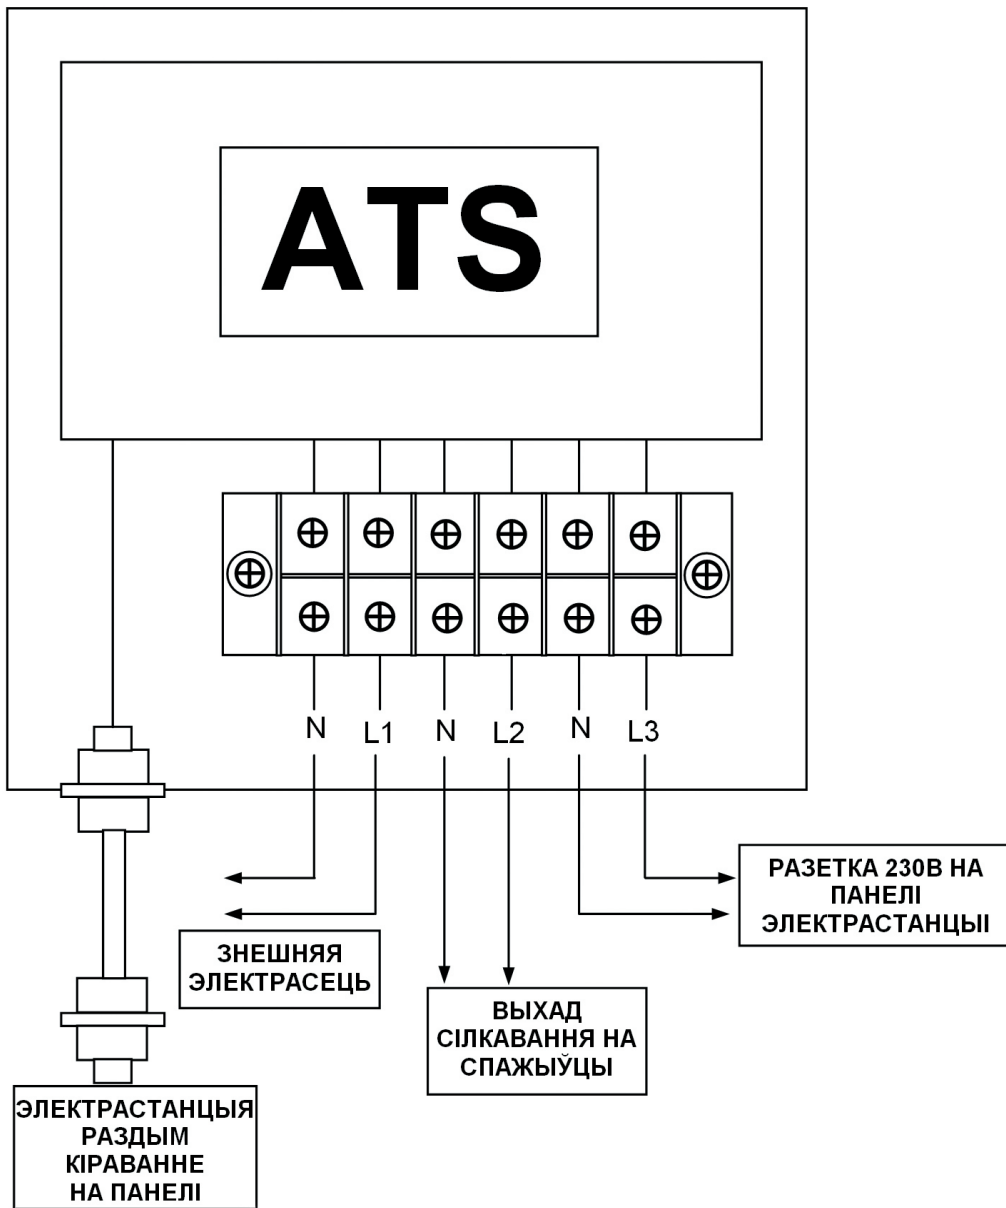 ATS
N
L1
N
L2
N
L3
РАЗЕТКА 230В НА
ПАНЕЛІ
ЭЛЕКТРАСТАНЦЫІ
ЗНЕШНЯЯ
ЭЛЕКТРАСЕЦЬ
ВЫХАД
СІЛКАВАННЯ НА
СПАЖЫЎЦЫ
ЭЛЕКТРАСТАНЦЫЯ
РАЗДЫМ
КІРАВАННЕ
НА ПАНЕЛІ